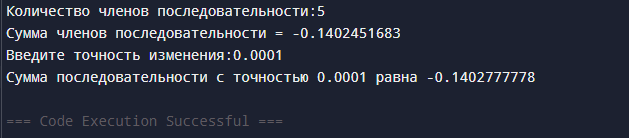 Количество членов последовательности:5
Сумма членов последовательности = -0.1402451683
Введите точность изменения:0.0001
Сумма последовательности с точностью 0.0001 равна -0.1402777778
=== Code Execution Successful ===